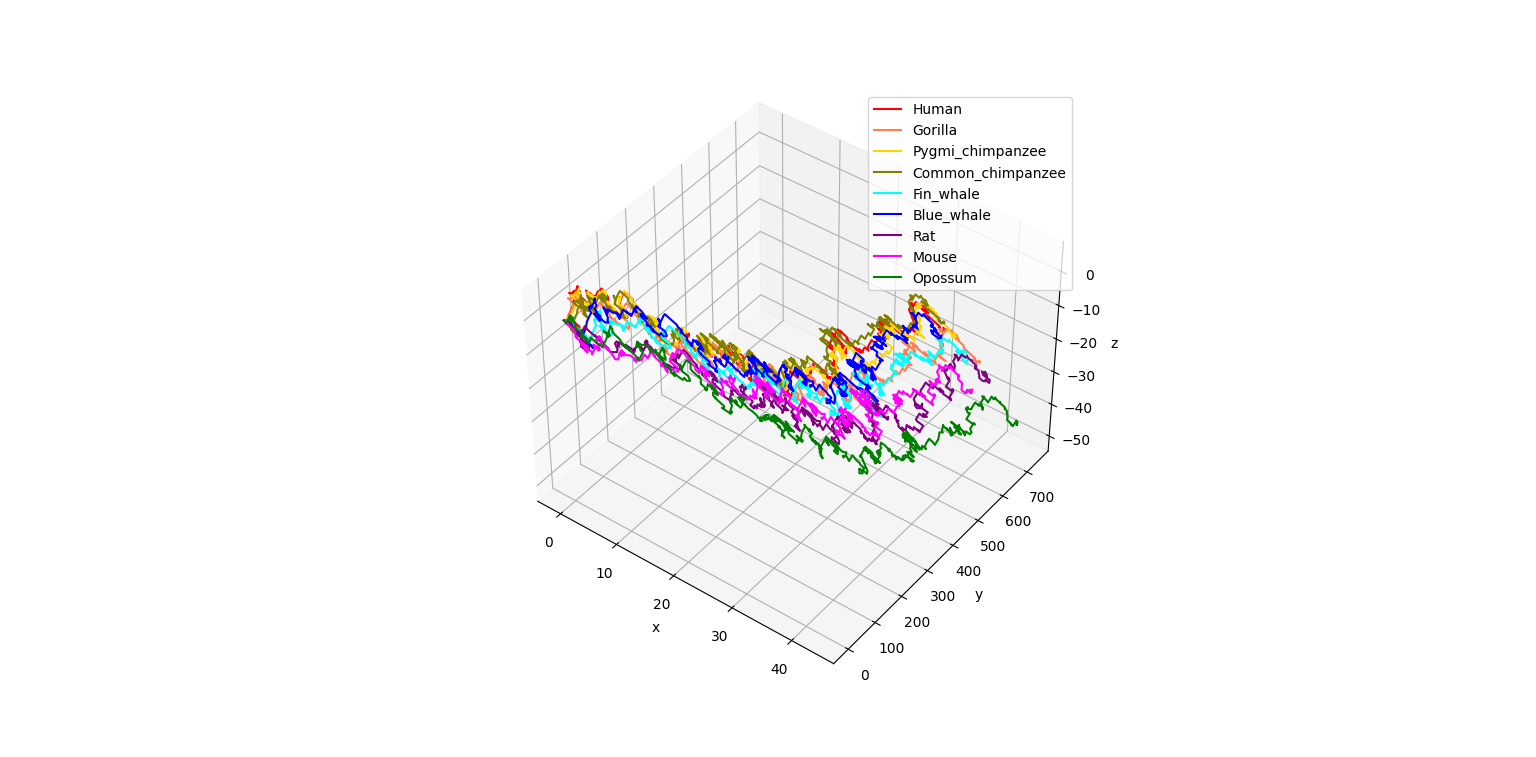 Human
Gorilla
Pygmi_chimpanzee
Common_chimpanzee
Fin_whale
Blue_whale
Rat
Mouse
Opossum
0
−10
−20
z
−30
−40
−50
700
600
500
400
300
y
200
100
0
0
10
20
x
30
40